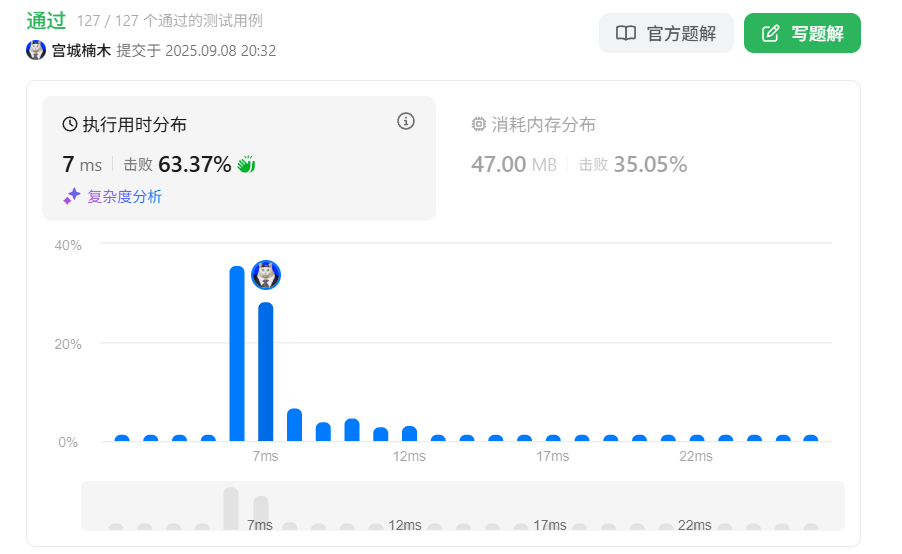 通过 127 / 127 个通过的测试用例
官方题解 写题解
宫城楠木 提交于 2025.09.08 20:32
执行用时分布 消耗内存分布
7 ms 击败 63.37% 47.00 MB 击败 35.05%
复杂度分析
40%
20%
0%
7ms 12ms 17ms 22ms
7ms 12ms 17ms 22ms